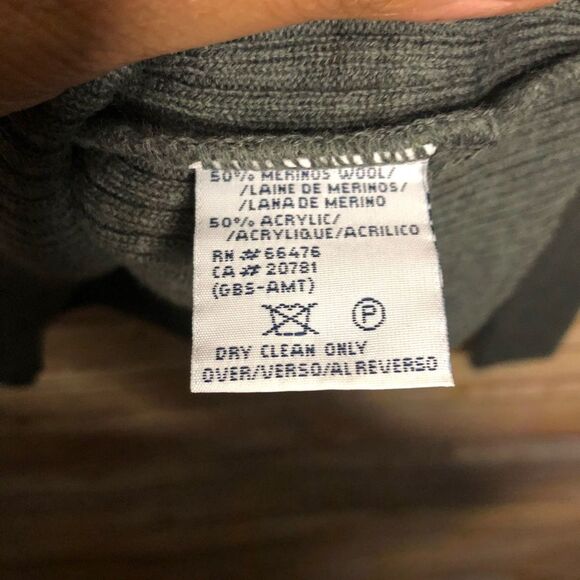 50% MERINOS WOOL/
/LAINE DE MERINOS/
/LANA DE MERINO
50% ACRYLIC/
/ACRYLIQUE/ACRILICO
RN # 66476
CA # 20781
(GBS-AMT)
P
DRY CLEAN ONLY
OVER/VERSO/AL REVERSO